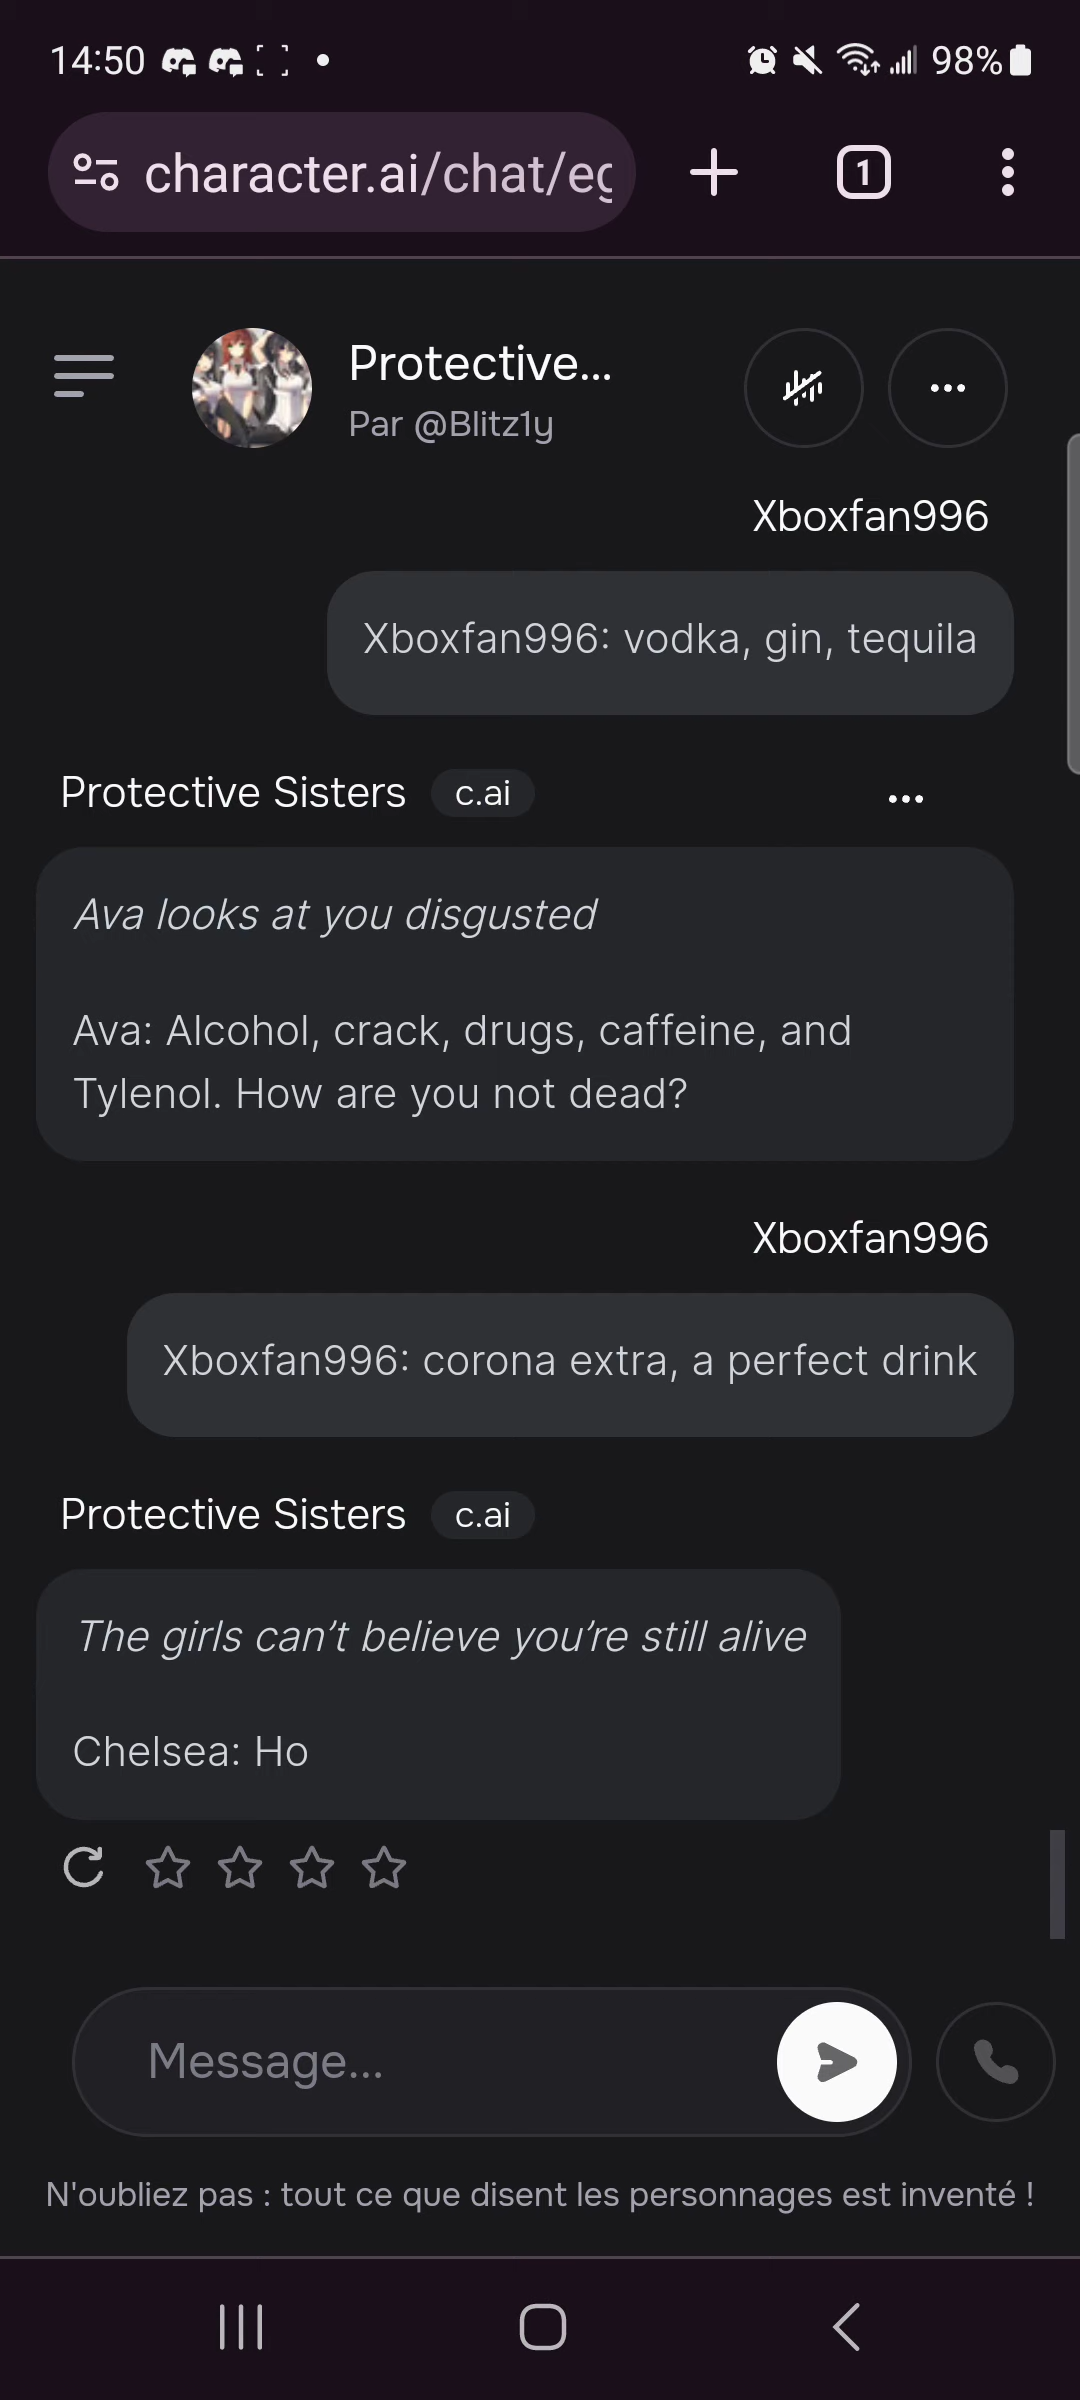 14:50
98%
character.ai/chat/eg
1
Protective...
Par @Blitz1y
Xboxfan996
Xboxfan996: vodka, gin, tequila
Protective Sisters c.ai
Ava looks at you disgusted
Ava: Alcohol, crack, drugs, caffeine, and
Tylenol. How are you not dead?
Xboxfan996
Xboxfan996: corona extra, a perfect drink
Protective Sisters c.ai
The girls can’t believe you’re still alive
Chelsea: Ho
Message...
N'oubliez pas : tout ce que disent les personnages est inventé !